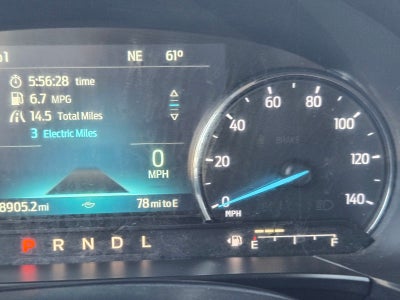 NE 61°
5:56:28 time
6.7 MPG
14.5 Total Miles
3 Electric Miles
0
MPH
8905.2 mi 78 mi to E
P R N D L
0 20 40 60 80 100 120 140
MPH
BRAKE
E F